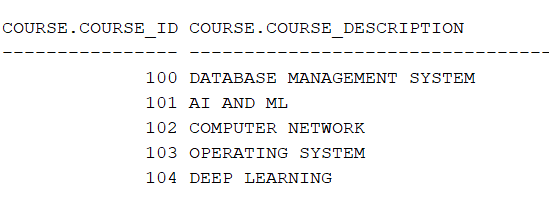 COURSE.COURSE_ID COURSE.COURSE_DESCRIPTION
---------------- ---------------------------------
100 DATABASE MANAGEMENT SYSTEM
101 AI AND ML
102 COMPUTER NETWORK
103 OPERATING SYSTEM
104 DEEP LEARNING